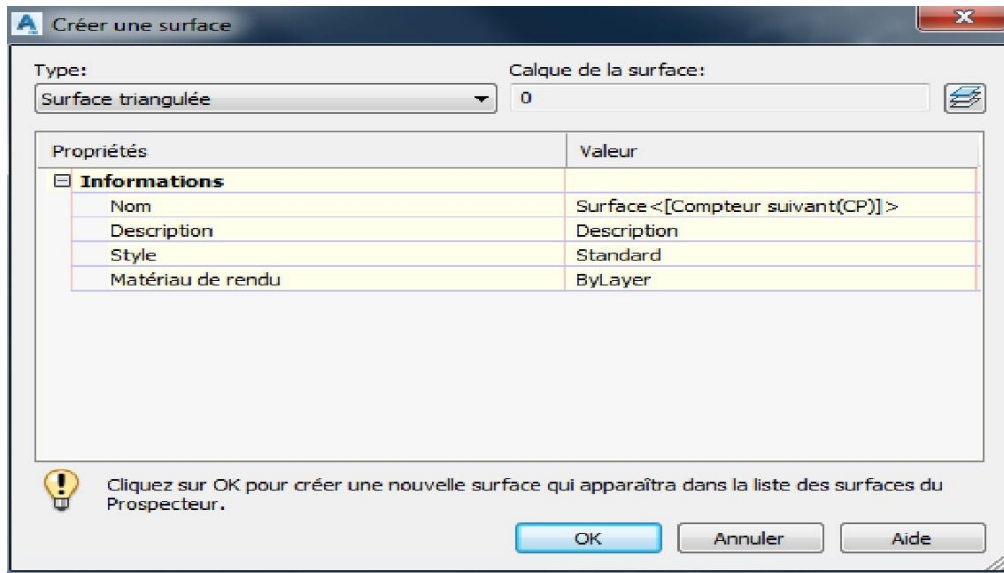 Créer une surface
Type:
Calque de la surface:
Surface triangulée
0
Propriétés
Valeur
Informations
Nom
Surface<[Compteur suivant(CP)]>
Description
Description
Style
Standard
Matériau de rendu
ByLayer
Cliquez sur OK pour créer une nouvelle surface qui apparaîtra dans la liste des surfaces du
Prospecteur.
OK
Annuler
Aide